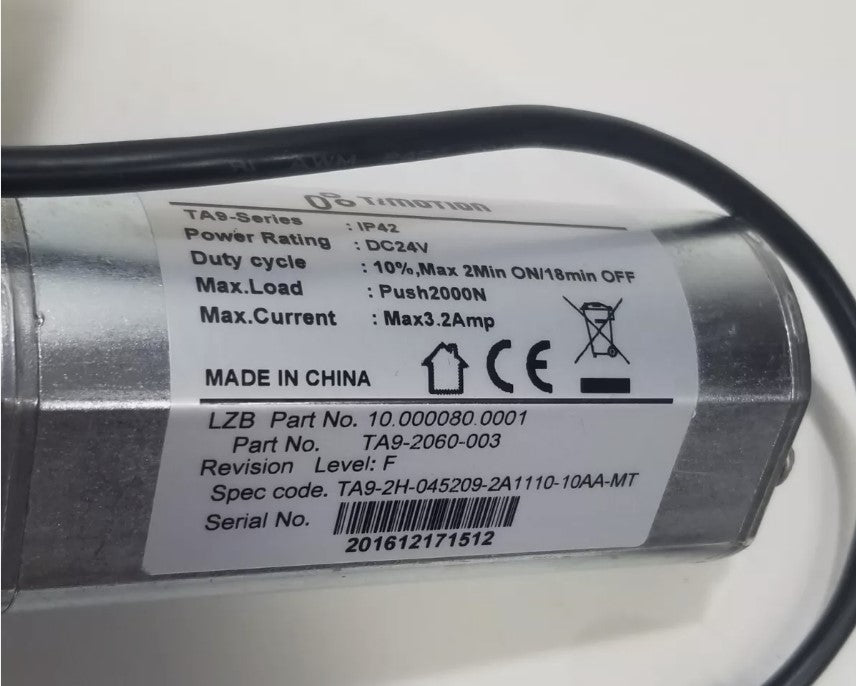 TiMOTION
TA9-Series : IP42
Power Rating : DC24V
Duty cycle : 10%,Max 2Min ON/18min OFF
Max.Load : Push2000N
Max.Current : Max3.2Amp
MADE IN CHINA CE
LZB Part No. 10.000080.0001
Part No. TA9-2060-003
Revision Level: F
Spec code. TA9-2H-045209-2A1110-10AA-MT
Serial No.
201612171512